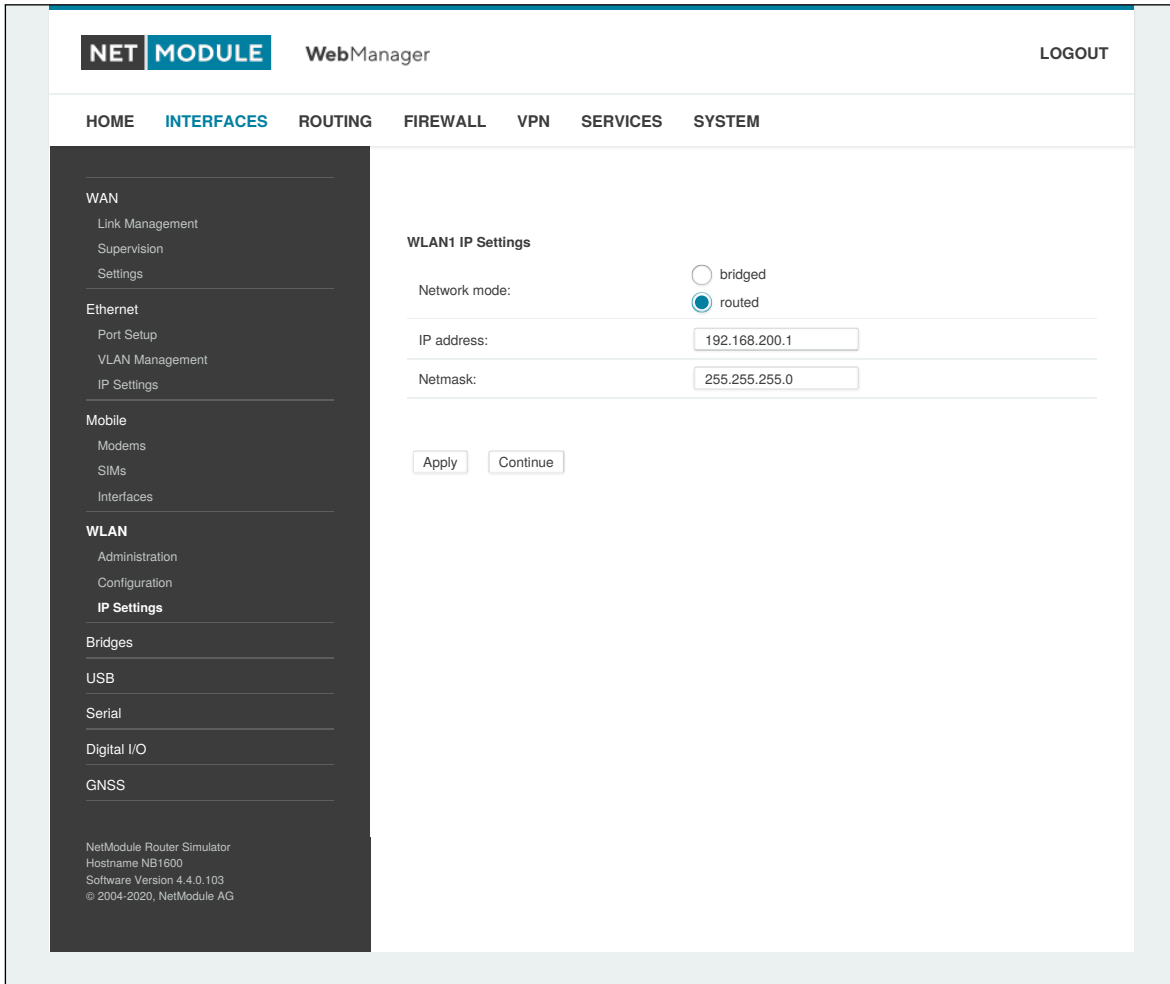 NET MODULE WebManager LOGOUT
HOME INTERFACES ROUTING FIREWALL VPN SERVICES SYSTEM
WAN
Link Management
Supervision
Settings
Ethernet
Port Setup
VLAN Management
IP Settings
Mobile
Modems
SIMs
Interfaces
WLAN
Administration
Configuration
IP Settings
Bridges
USB
Serial
Digital I/O
GNSS
NetModule Router Simulator
Hostname NB1600
Software Version 4.4.0.103
© 2004-2020, NetModule AG
WLAN1 IP Settings
Network mode:
bridged
routed
IP address: 192.168.200.1
Netmask: 255.255.255.0
Apply Continue